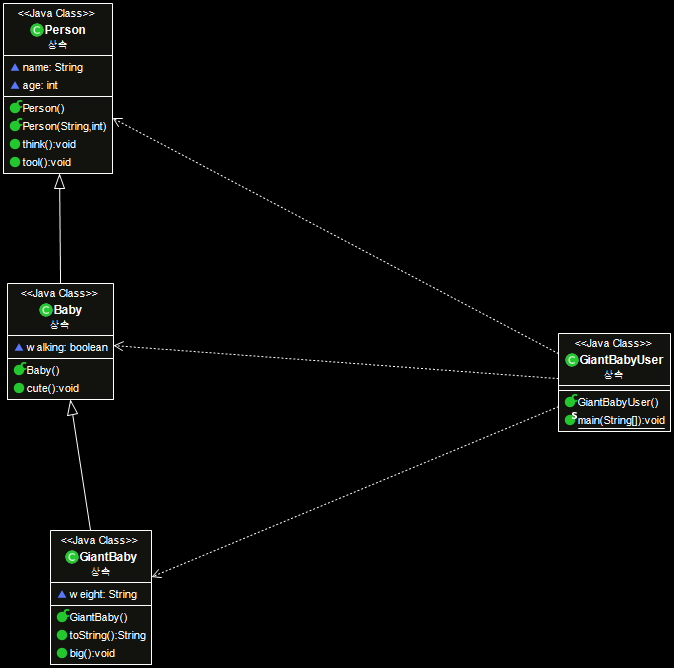 <<Java Class>>
Person
상속
name: String
age: int
Person()
Person(String,int)
think():void
tool():void
<<Java Class>>
Baby
상속
walking: boolean
Baby()
cute():void
<<Java Class>>
GiantBabyUser
상속
GiantBabyUser()
main(String[]):void
<<Java Class>>
GiantBaby
상속
weight: String
GiantBaby()
toString():String
big():void